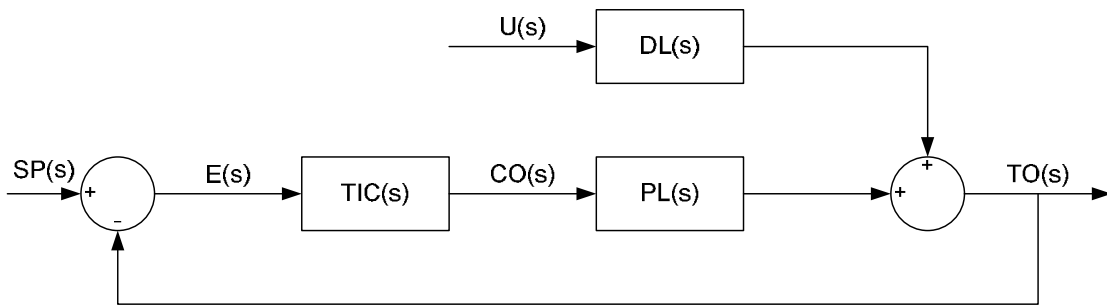 U(s)
DL(s)
SP(s)
+
-
E(s)
TIC(s)
CO(s)
PL(s)
+
+
TO(s)